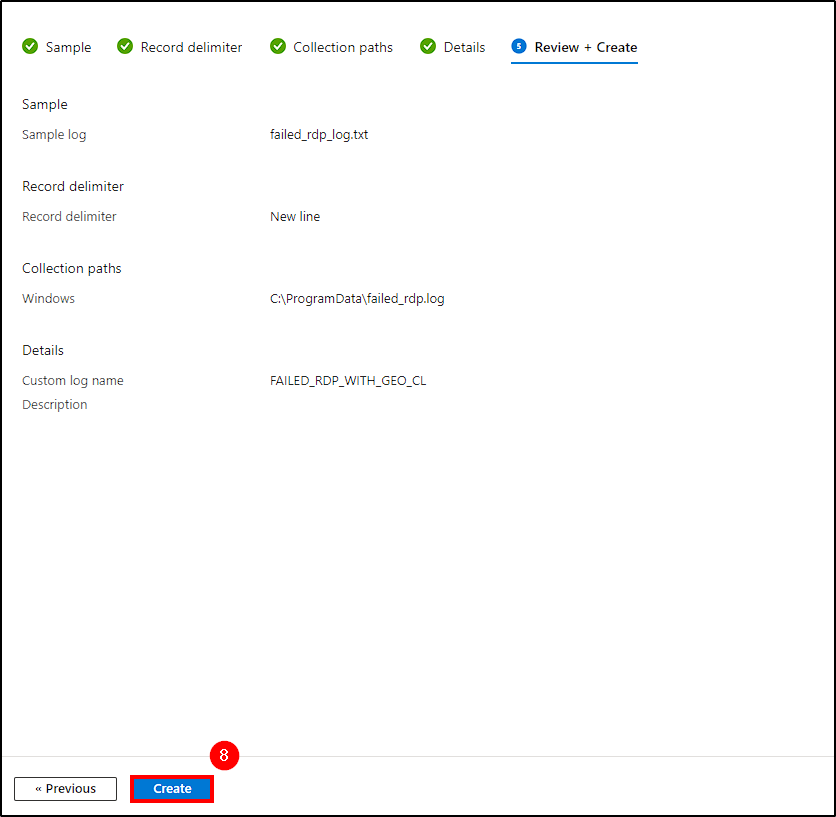 Sample Record delimiter Collection paths Details 5 Review + Create
Sample
Sample log failed_rdp_log.txt
Record delimiter
Record delimiter New line
Collection paths
Windows C:\ProgramData\failed_rdp.log
Details
Custom log name FAILED_RDP_WITH_GEO_CL
Description
8
« Previous Create